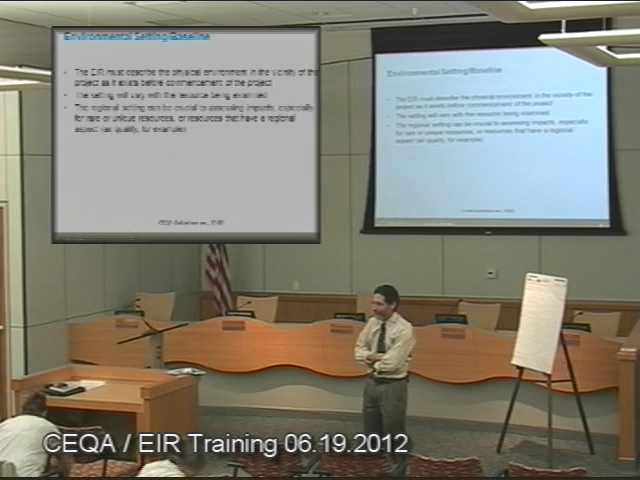 Environmental Setting/Baseline
The EIR must describe the physical environment in the vicinity of the
project as it exists before commencement of the project
The setting will vary with the resource being examined
The regional setting can be crucial to assessing impacts, especially
for rare or unique resources, or resources that have a regional
aspect (air quality, for example)
Environmental Setting/Baseline
The EIR must describe the physical environment in the vicinity of the
project as it exists before commencement of the project
The setting will vary with the resource being examined
The regional setting can be crucial to assessing impacts, especially
for rare or unique resources, or resources that have a regional
aspect (air quality, for example)
CEQA / EIR Training 06.19.2012